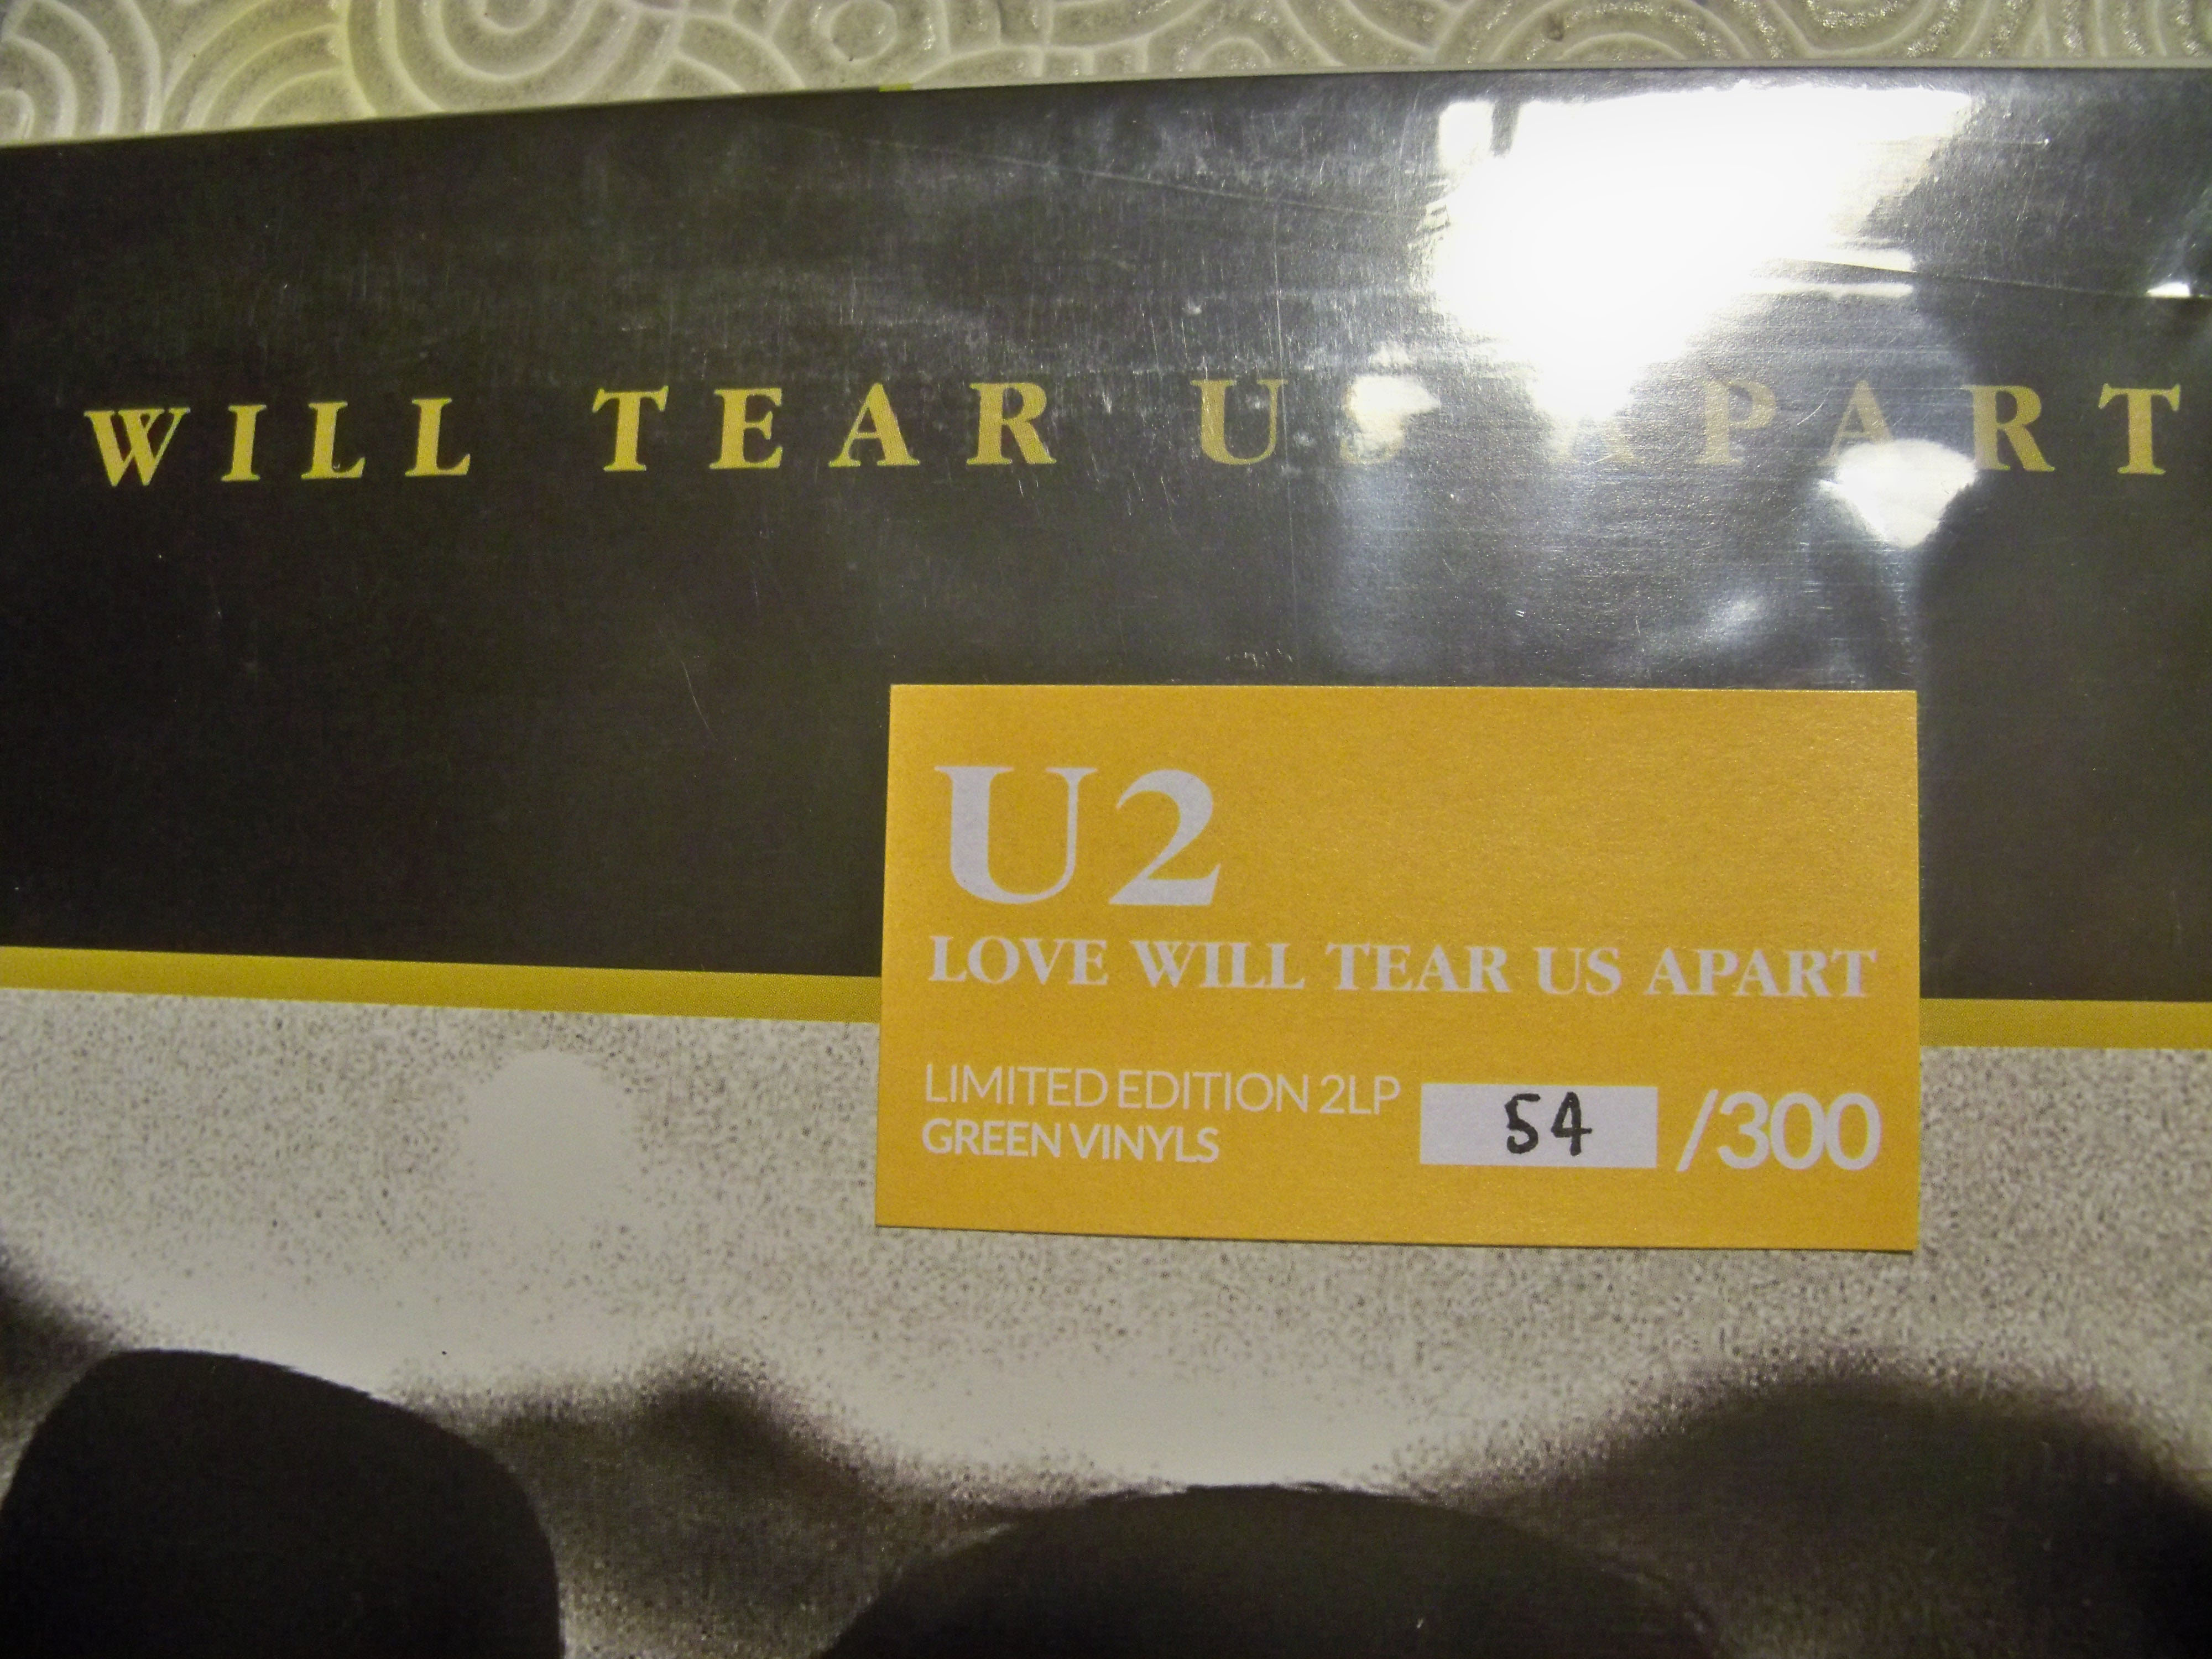 WILL TEAR US APART
U2
LOVE WILL TEAR US APART
LIMITED EDITION 2LP
GREEN VINYLS
54 /300